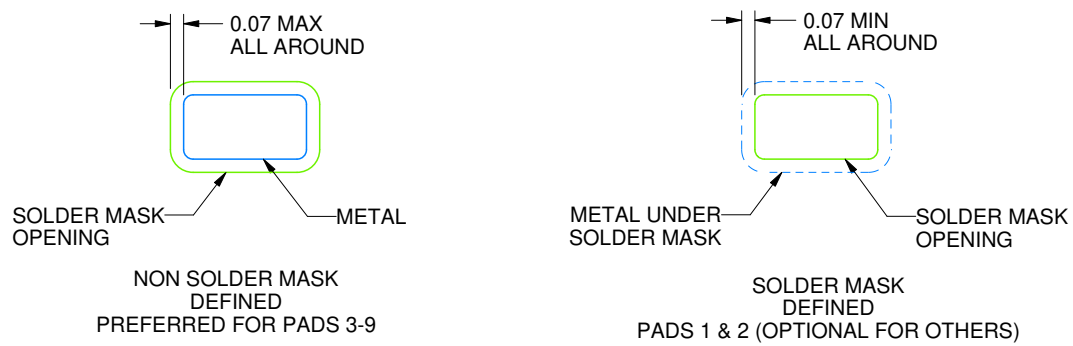 0.07 MAX
ALL AROUND
SOLDER MASK
OPENING
METAL
NON SOLDER MASK
DEFINED
PREFERRED FOR PADS 3-9
0.07 MIN
ALL AROUND
METAL UNDER
SOLDER MASK
SOLDER MASK
OPENING
SOLDER MASK
DEFINED
PADS 1 & 2 (OPTIONAL FOR OTHERS)